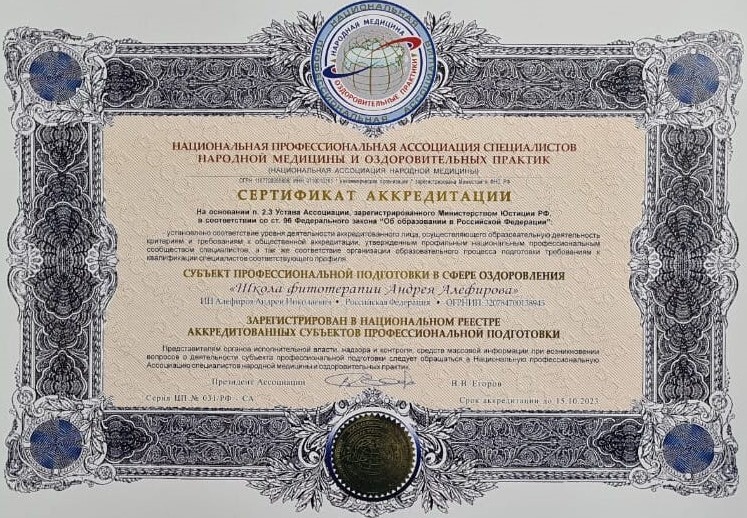 НАРОДНАЯ МЕДИЦИНА
ОЗДОРОВИТЕЛЬНЫЕ ПРАКТИКИ
НАЦИОНАЛЬНАЯ ПРОФЕССИОНАЛЬНАЯ АССОЦИАЦИЯ СПЕЦИАЛИСТОВ
НАРОДНОЙ МЕДИЦИНЫ И ОЗДОРОВИТЕЛЬНЫХ ПРАКТИК
(НАЦИОНАЛЬНАЯ АССОЦИАЦИЯ НАРОДНОЙ МЕДИЦИНЫ)
СЕРТИФИКАТ АККРЕДИТАЦИИ
На основании п. 2.3 Устава Ассоциации, зарегистрированного Министерством Юстиции РФ,
в соответствии со ст. 96 Федерального закона "Об образовании в Российской Федерации":
установлено соответствие уровня деятельности аккредитованного лица, осуществляющего образовательную деятельность
критериям и требованиям к общественной аккредитации, утвержденным профильным национальным профессиональным
сообществом специалистов, а так же соответствие организации образовательного процесса подготовки требованиям к
квалификации специалистов соответствующего профиля.
СУБЪЕКТ ПРОФЕССИОНАЛЬНОЙ ПОДГОТОВКИ В СФЕРЕ ОЗДОРОВЛЕНИЯ
«Школа фитотерапии Андрея Алефирова»
ИП Алефиров Андрей Николаевич • Российская Федерация • ОГРНИП: 320784700138945
ЗАРЕГИСТРИРОВАН В НАЦИОНАЛЬНОМ РЕЕСТРЕ
АККРЕДИТОВАННЫХ СУБЪЕКТОВ ПРОФЕССИОНАЛЬНОЙ ПОДГОТОВКИ
Представителям органов исполнительной власти, надзора и контроля, средств массовой информации при возникновении
вопросов о деятельности субъекта профессиональной подготовки следует обращаться в Национальную профессиональную
Ассоциацию специалистов народной медицины и оздоровительных практик.
Президент Ассоциации В.В. Егоров
Серия ЦП № 031/РФ - СА Срок аккредитации до 15.10.2023